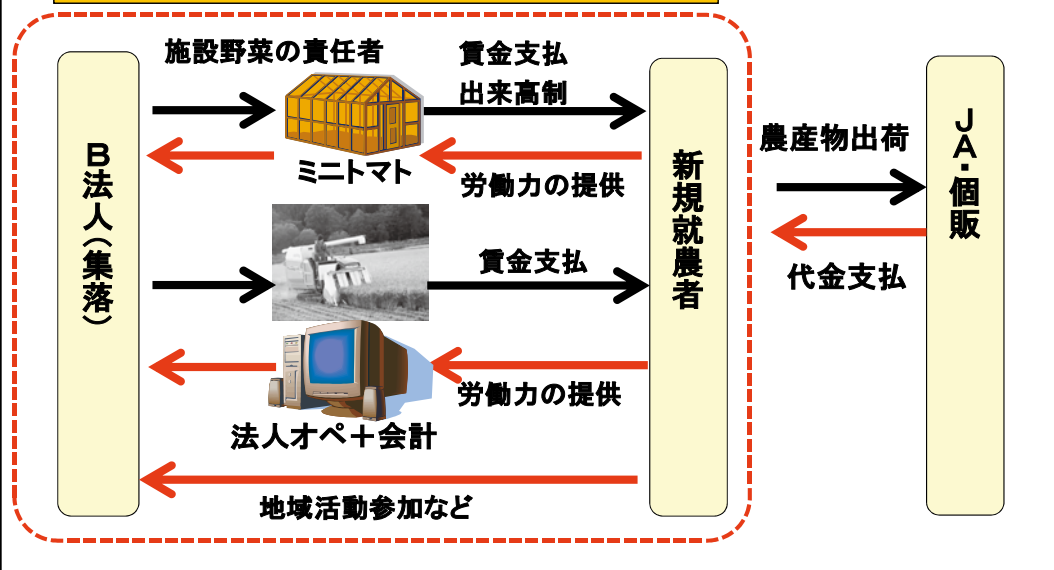 施設野菜の責任者
賃金支払
出来高制
ミニトマト
労働力の提供
B法人(集落)
賃金支払
労働力の提供
法人オペ＋会計
地域活動参加など
新規就農者
農産物出荷
代金支払
JA・個販